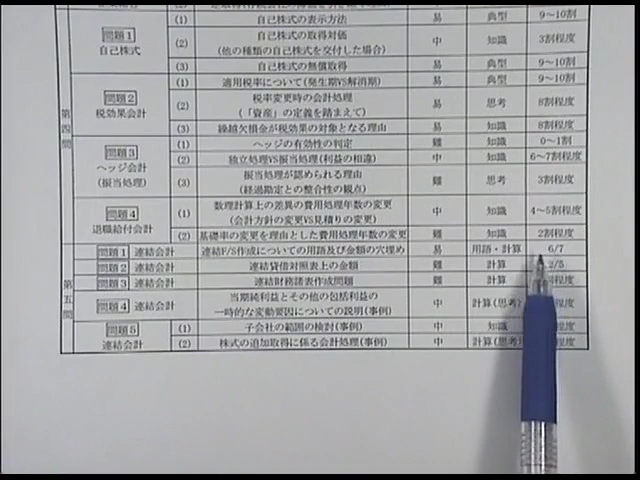 (1) 自己株式の表示方法 易 典型 9～10割
問題1 自己株式 (2) 自己株式の取得対価 中 知識 3割程度
(他の種類の自己株式を交付した場合)
(3) 自己株式の無償取得 易 典型 9～10割
第四問
(1) 適用税率について(発生期VS解消期) 易 典型 9～10割
問題2 税効果会計 (2) 税率変更時の会計処理 易 思考 8割程度
(「資産」の定義を踏まえて)
(3) 繰越欠損金が税効果の対象となる理由 易 知識 8割程度
問題3 ヘッジ会計 (1) ヘッジの有効性の判定 難 知識 0～1割
(振当処理) (2) 独立処理VS振当処理(利益の相違) 中 知識 6～7割程度
(3) 振当処理が認められる理由 難 思考 3割程度
(経過勘定との整合性の観点)
問題4 退職給付会計 (1) 数理計算上の差異の費用処理年数の変更 中 知識 4～5割程度
(会計方針の変更VS見積りの変更)
(2) 基礎率の変更を理由とした費用処理年数の変更 難 知識 2割程度
第五問
問題1 連結会計 連結F/S作成についての用語及び金額の穴埋め 易 用語・計算 6/7
問題2 連結会計 連結貸借対照表上の金額 難 計算 2/5
問題3 連結会計 連結財務諸表作成問題 難 計算
問題4 連結会計 当期純利益とその他の包括利益の 中 計算(思考)
一時的な変動要因についての説明(事例)
問題5 連結会計 (1) 子会社の範囲の検討(事例) 中 知識
(2) 株式の追加取得に係る会計処理(事例) 中 計算(思考)